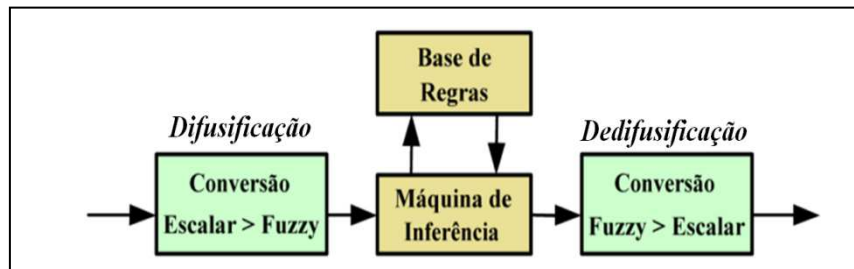 Base de
Regras
Difusificação
Dedifusificação
Conversão
Escalar > Fuzzy
Máquina de
Inferência
Conversão
Fuzzy > Escalar